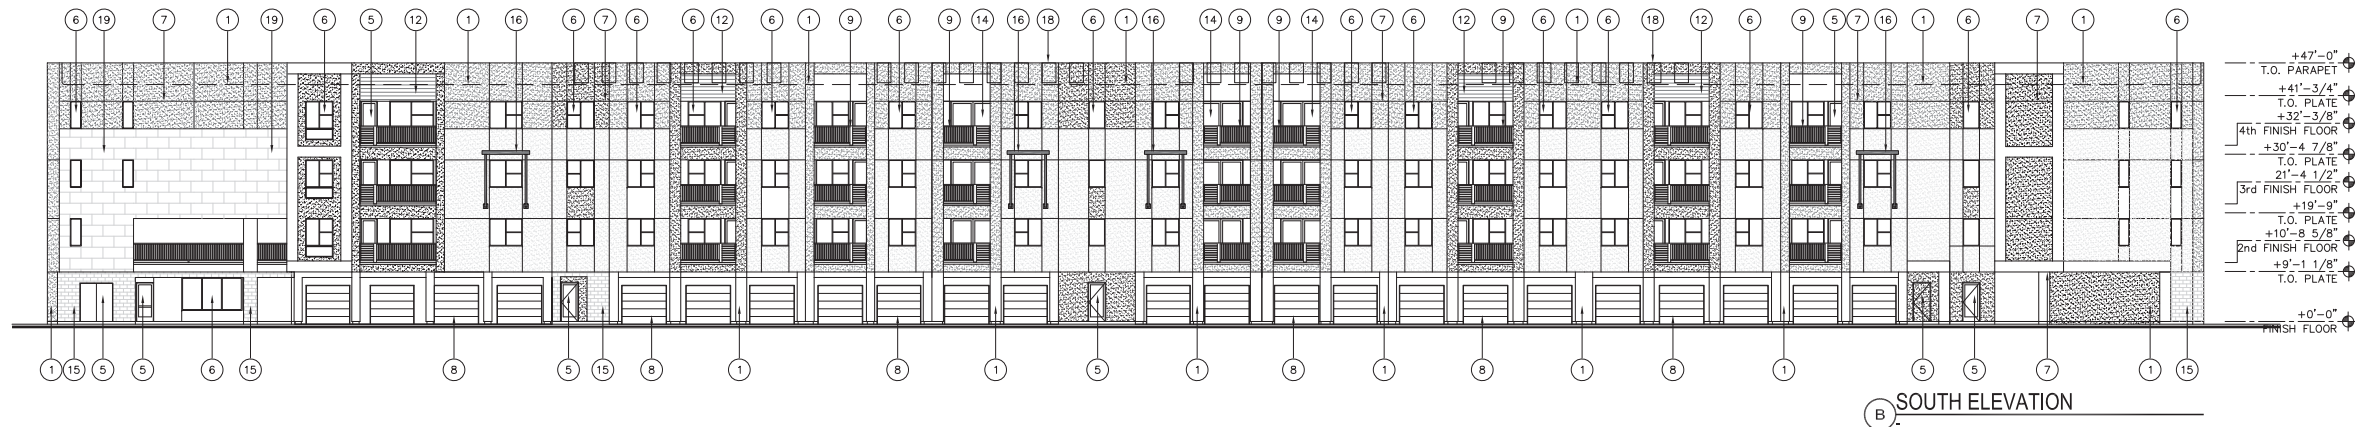 6 19 7 1 19 6 5 12 1 16 6 7 6 6 12 6 1 9 6 9 14 16 18 6 1 16 14 9 9 14 6 7 6 12 9 6 1 6 18 12 6 9 5 7 16 1 6 7 1 6
+47'-0"
T.O. PARAPET
+41'-3/4"
T.O. PLATE
+32'-3/8"
4th FINISH FLOOR
+30'-4 7/8"
T.O. PLATE
21'-4 1/2"
3rd FINISH FLOOR
+19'-9"
T.O. PLATE
+10'-8 5/8"
2nd FINISH FLOOR
+9'-1 1/8"
T.O. PLATE
+0'-0"
FINISH FLOOR
1 15 5 5 6 15 8 5 15 8 1 8 1 5 1 8 1 8 1 8 1 5 5 7 1 15
B SOUTH ELEVATION
-